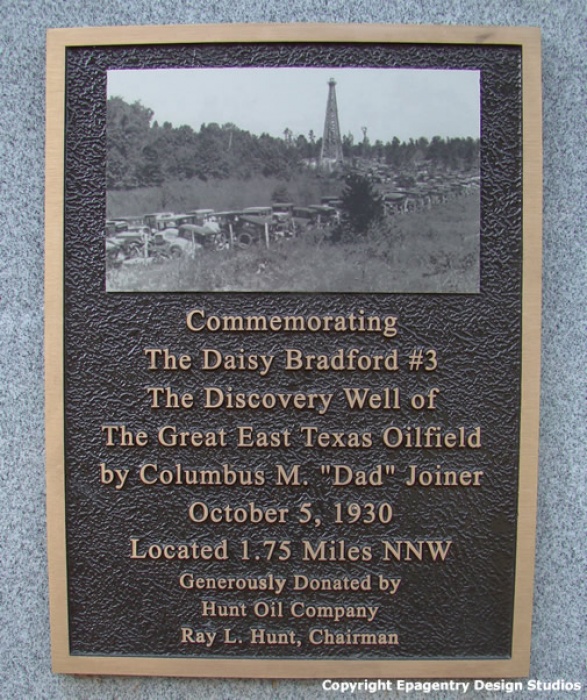 Commemorating
The Daisy Bradford #3
The Discovery Well of
The Great East Texas Oilfield
by Columbus M. "Dad" Joiner
October 5, 1930
Located 1.75 Miles NNW
Generously Donated by
Hunt Oil Company
Ray L. Hunt, Chairman
Copyright Epagentry Design Studios